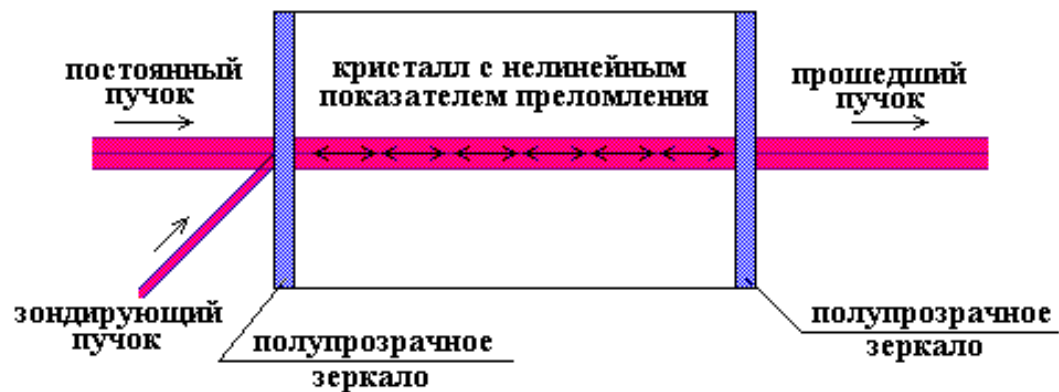 постоянный
пучок
кристалл с нелинейным
показателем преломления
прошедший
пучок
зондирующий
пучок
полупрозрачное
зеркало
полупрозрачное
зеркало